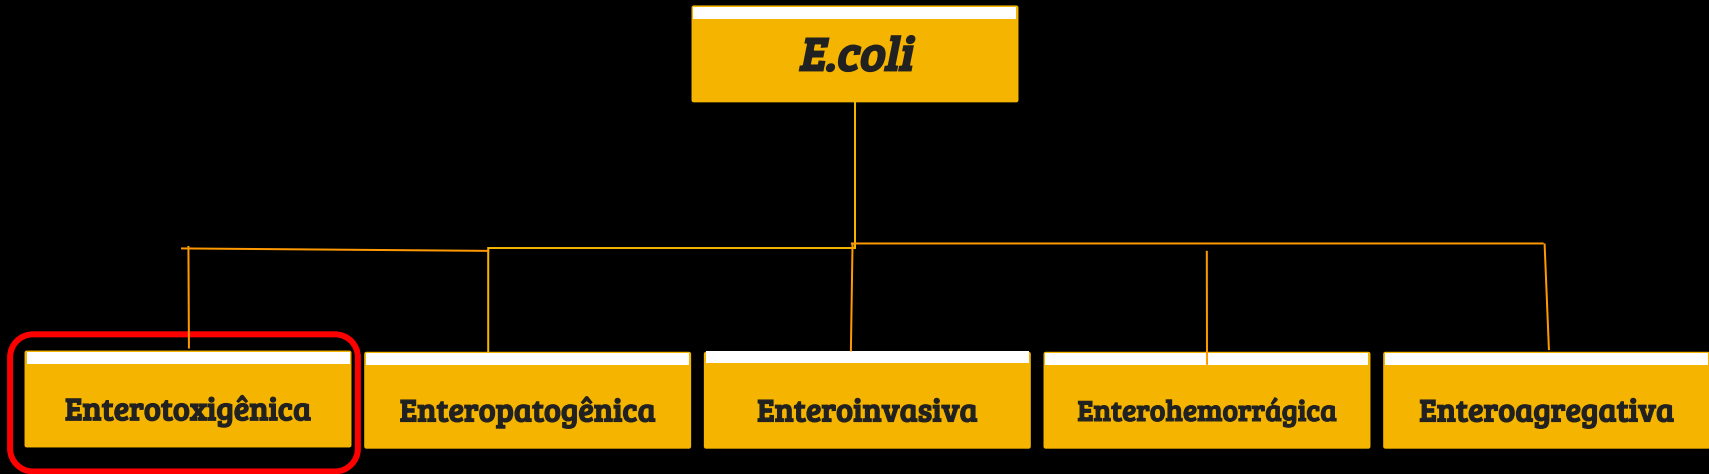 E.coli
Enterotoxigênica
Enteropatogênica
Enteroinvasiva
Enterohemorrágica
Enteroagregativa